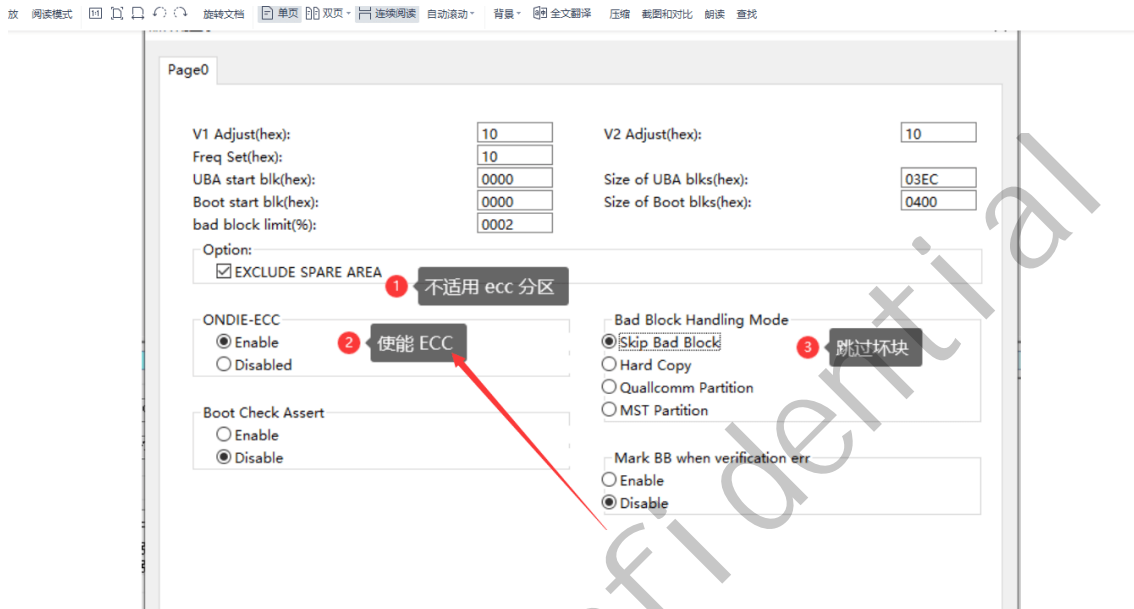 放 阅读模式 1:1 旋转文档 单页 双页 连续阅读 自动滚动 背景 全文翻译 压缩 截图和对比 朗读 查找
Page0
V1 Adjust(hex): 10 V2 Adjust(hex): 10
Freq Set(hex): 10
UBA start blk(hex): 0000 Size of UBA blks(hex): 03EC
Boot start blk(hex): 0000 Size of Boot blks(hex): 0400
bad block limit(%): 0002
Option:
EXCLUDE SPARE AREA
1 不适用 ecc 分区
ONDIE-ECC Bad Block Handling Mode
Enable 2 使能 ECC Skip Bad Block 3 跳过坏块
Disabled Hard Copy
Quallcomm Partition
Boot Check Assert MST Partition
Enable
Disable Mark BB when verification err
Enable
Disable
fidential